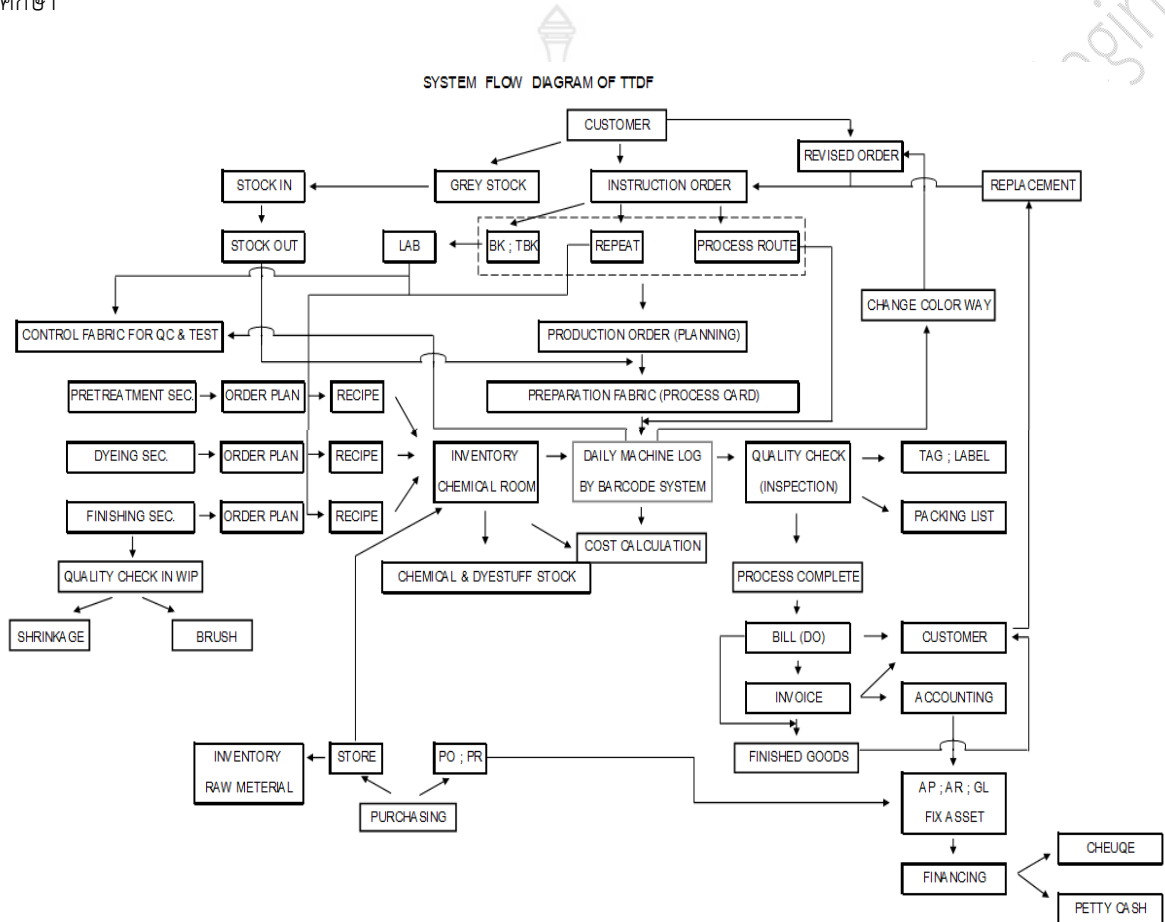 SYSTEM FLOW DIAGRAM OF TTDF
CUSTOMER
REVISED ORDER
STOCK IN
GREY STOCK
INSTRUCTION ORDER
REPLACEMENT
STOCK OUT
LAB
BK ; TBK
REPEAT
PROCESS ROUTE
CHANGE COLOR WAY
CONTROL FABRIC FOR QC & TEST
PRODUCTION ORDER (PLANNING)
PRETREATMENT SEC.
ORDER PLAN
RECIPE
PREPARATION FABRIC (PROCESS CARD)
DYEING SEC.
ORDER PLAN
RECIPE
INVENTORY
CHEMICAL ROOM
DAILY MACHINE LOG
BY BARCODE SYSTEM
QUALITY CHECK
(INSPECTION)
TAG ; LABEL
PACKING LIST
FINISHING SEC.
ORDER PLAN
RECIPE
COST CALCULATION
QUALITY CHECK IN WIP
CHEMICAL & DYESTUFF STOCK
PROCESS COMPLETE
SHRINKAGE
BRUSH
BILL (DO)
CUSTOMER
INVOICE
ACCOUNTING
INVENTORY
RAW METERIAL
STORE
PO ; PR
FINISHED GOODS
PURCHASING
AP ; AR ; GL
FIX ASSET
FINANCING
CHEUQE
PETTY CASH